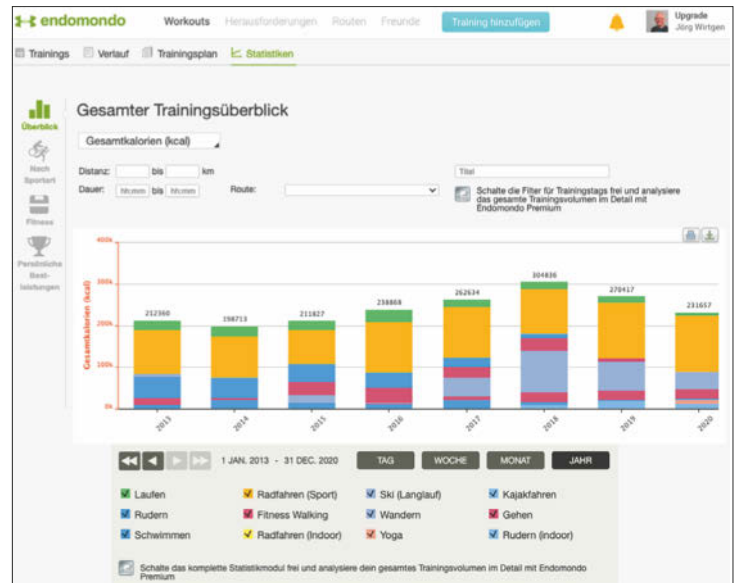 endomondo Workouts Herausforderungen Routen Freunde Training hinzufügen Upgrade
Jörg Wirtgen
Trainings Verlauf Trainingsplan Statistiken
Überblick
Nach
Sportart
Fitness
Persönliche
Best-
leistungen
Gesamter Trainingsüberblick
Gesamtkalorien (kcal)
Distanz: bis km Titel
Dauer: hh:mm bis hh:mm Route:
Schalte die Filter für Trainingstags frei und analysiere
das gesamte Trainingsvolumen im Detail mit
Endomondo Premium
Gesamtkalorien (kcal)
400k
300k
200k
100k
0k
212360 198713 211827 238868 262634 304836 270417 231657
2013 2014 2015 2016 2017 2018 2019 2020
1 JAN. 2013 - 31 DEC. 2020 TAG WOCHE MONAT JAHR
Laufen Radfahren (Sport) Ski (Langlauf) Kajakfahren
Rudern Fitness Walking Wandern Gehen
Schwimmen Radfahren (Indoor) Yoga Rudern (indoor)
Schalte das komplette Statistikmodul frei und analysiere dein gesamtes Trainingsvolumen im Detail mit Endomondo
Premium